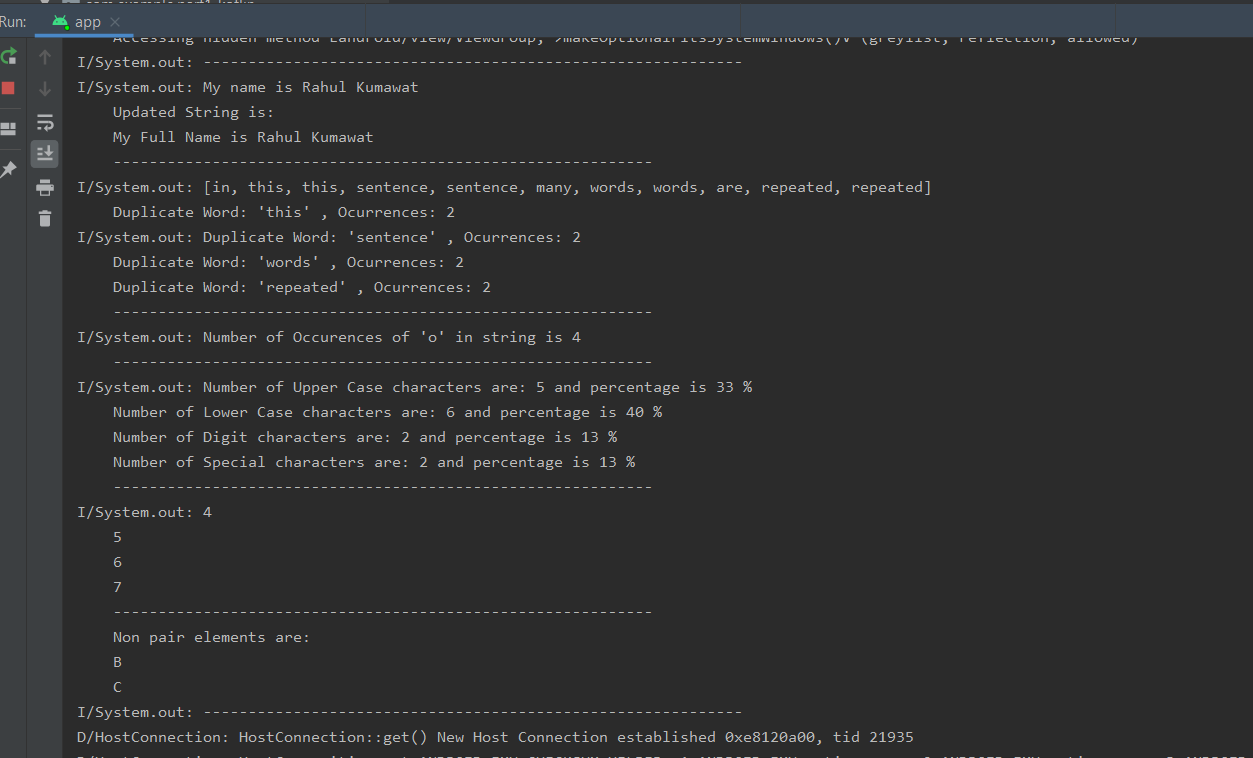 Run: app
I/System.out: ------------------------------------------------------------
I/System.out: My name is Rahul Kumawat
Updated String is:
My Full Name is Rahul Kumawat
------------------------------------------------------------
I/System.out: [in, this, this, sentence, sentence, many, words, words, are, repeated, repeated]
Duplicate Word: 'this' , Ocurrences: 2
I/System.out: Duplicate Word: 'sentence' , Ocurrences: 2
Duplicate Word: 'words' , Ocurrences: 2
Duplicate Word: 'repeated' , Ocurrences: 2
------------------------------------------------------------
I/System.out: Number of Occurences of 'o' in string is 4
------------------------------------------------------------
I/System.out: Number of Upper Case characters are: 5 and percentage is 33 %
Number of Lower Case characters are: 6 and percentage is 40 %
Number of Digit characters are: 2 and percentage is 13 %
Number of Special characters are: 2 and percentage is 13 %
------------------------------------------------------------
I/System.out: 4
5
6
7
------------------------------------------------------------
Non pair elements are:
B
C
I/System.out: ------------------------------------------------------------
D/HostConnection: HostConnection::get() New Host Connection established 0xe8120a00, tid 21935